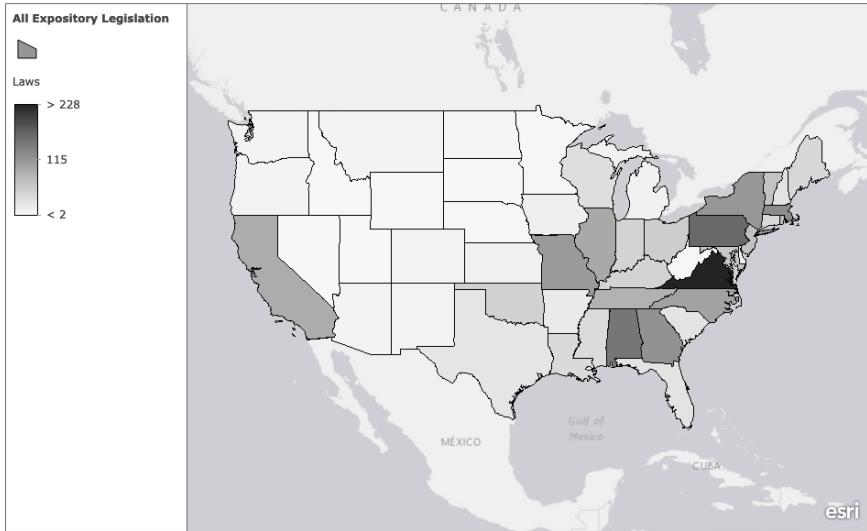 All Expository Legislation
Laws
> 228
115
< 2
CANADA
Gulf of
Mexico
MÉXICO
CUBA
esri